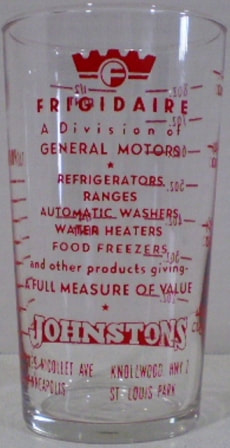 F
FRIGIDAIRE
A Division of
GENERAL MOTORS
★
REFRIGERATORS
RANGES
AUTOMATIC WASHERS
WATER HEATERS
FOOD FREEZERS
and other products giving-
A FULL MEASURE OF VALUE
★
JOHNSTONS
NICOLLET AVE. KNOLLWOOD HWY 7
ST. LOUIS PARK